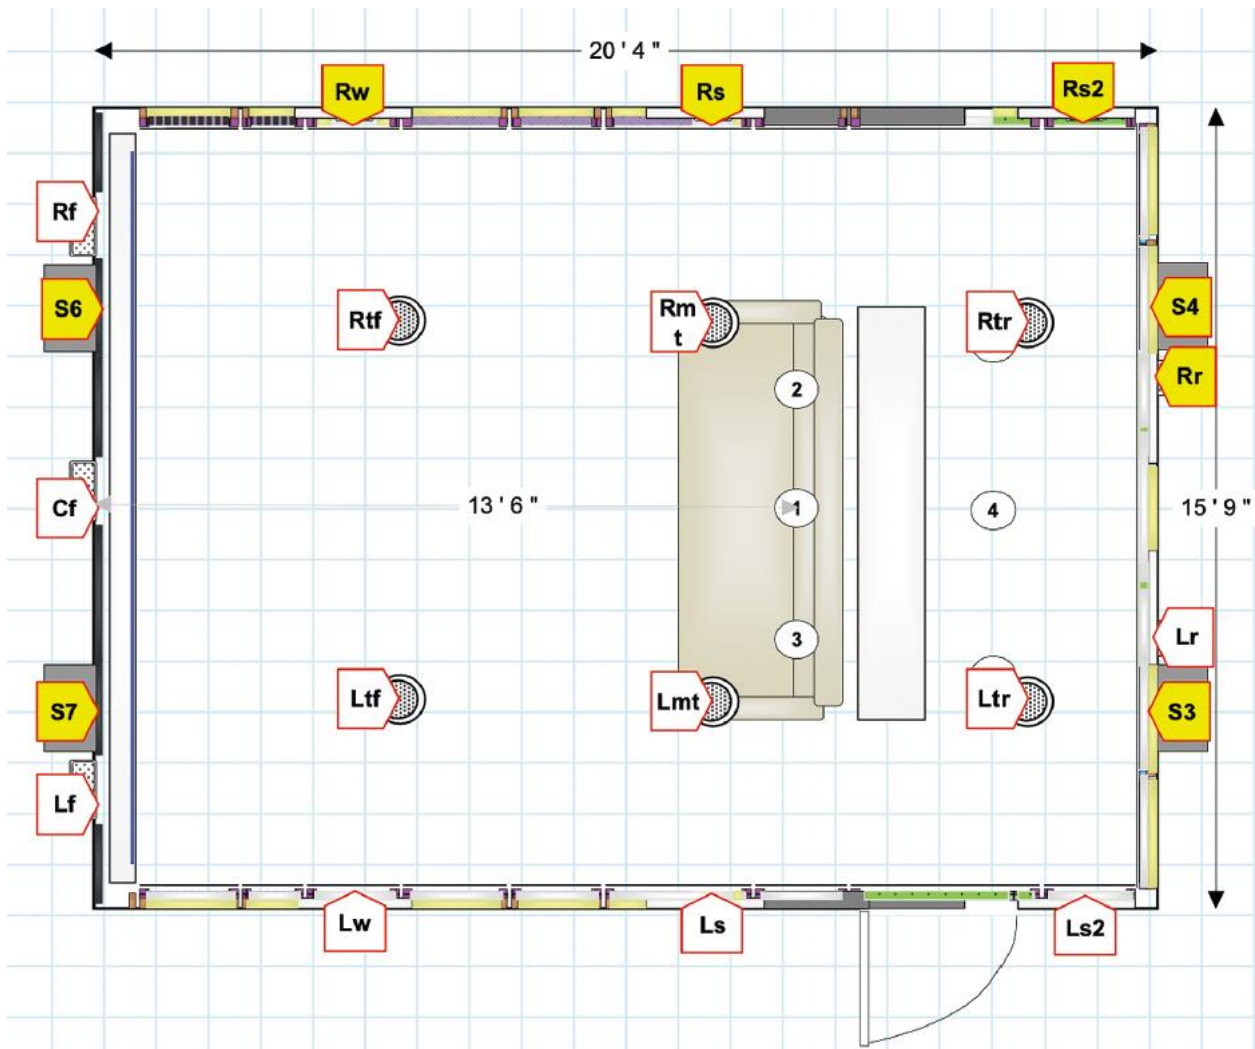 20 ' 4 "
Rw
Rs
Rs2
Rf
S6
Rtf
Rm
t
Rtr
S4
Rr
2
Cf
13 ' 6 "
1
4
15 ' 9 "
3
Lr
S7
Ltf
Lmt
Ltr
S3
Lf
Lw
Ls
Ls2